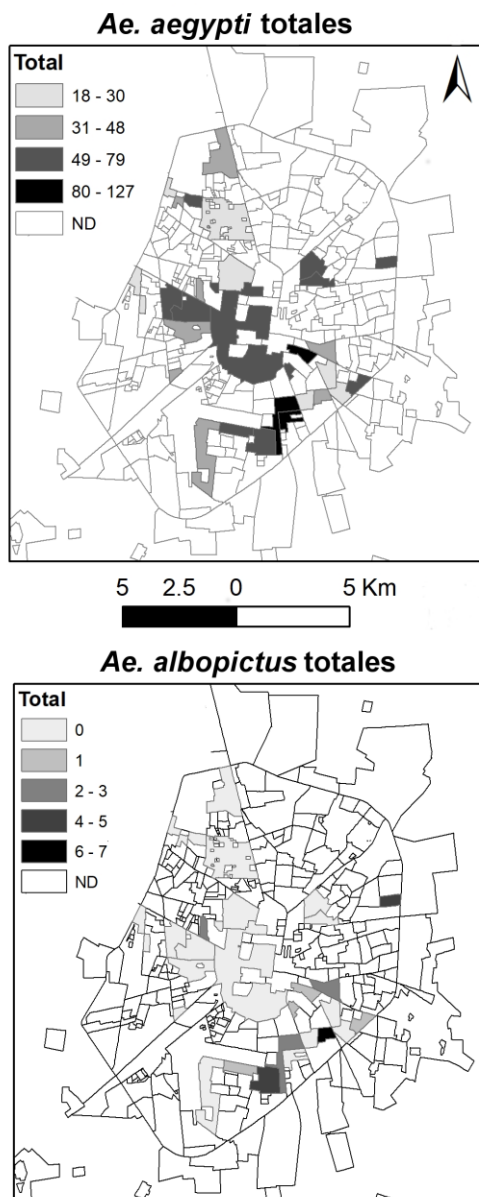 Ae. aegypti totales
Total
18 - 30
31 - 48
49 - 79
80 - 127
ND
5 2.5 0 5 Km
Ae. albopictus totales
Total
0
1
2 - 3
4 - 5
6 - 7
ND